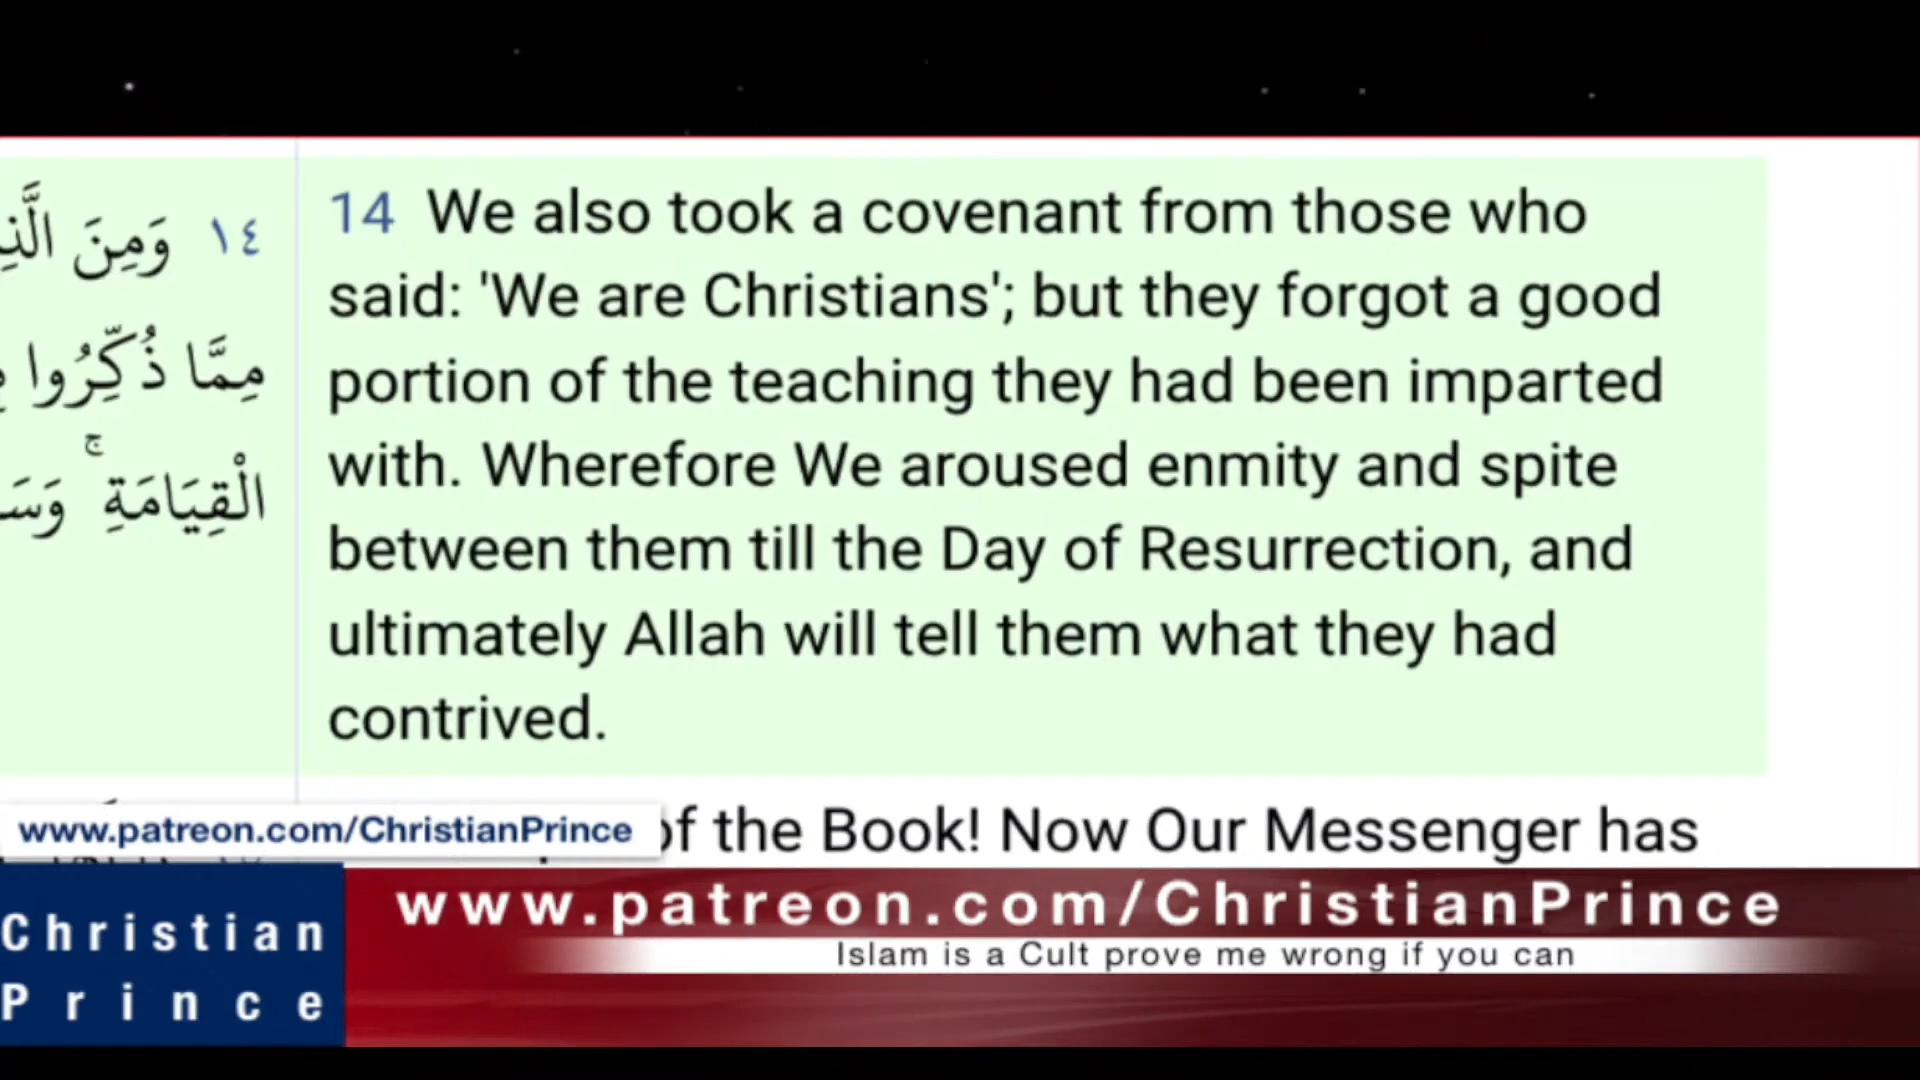 ١٤ وَمِنَ
مِمَّا ذُكِّرُوا
الْقِيَامَةِ ۚ
14 We also took a covenant from those who
said: 'We are Christians'; but they forgot a good
portion of the teaching they had been imparted
with. Wherefore We aroused enmity and spite
between them till the Day of Resurrection, and
ultimately Allah will tell them what they had
contrived.
of the Book! Now Our Messenger has
www.patreon.com/ChristianPrince
Christian
Prince
www.patreon.com/ChristianPrince
Islam is a Cult prove me wrong if you can